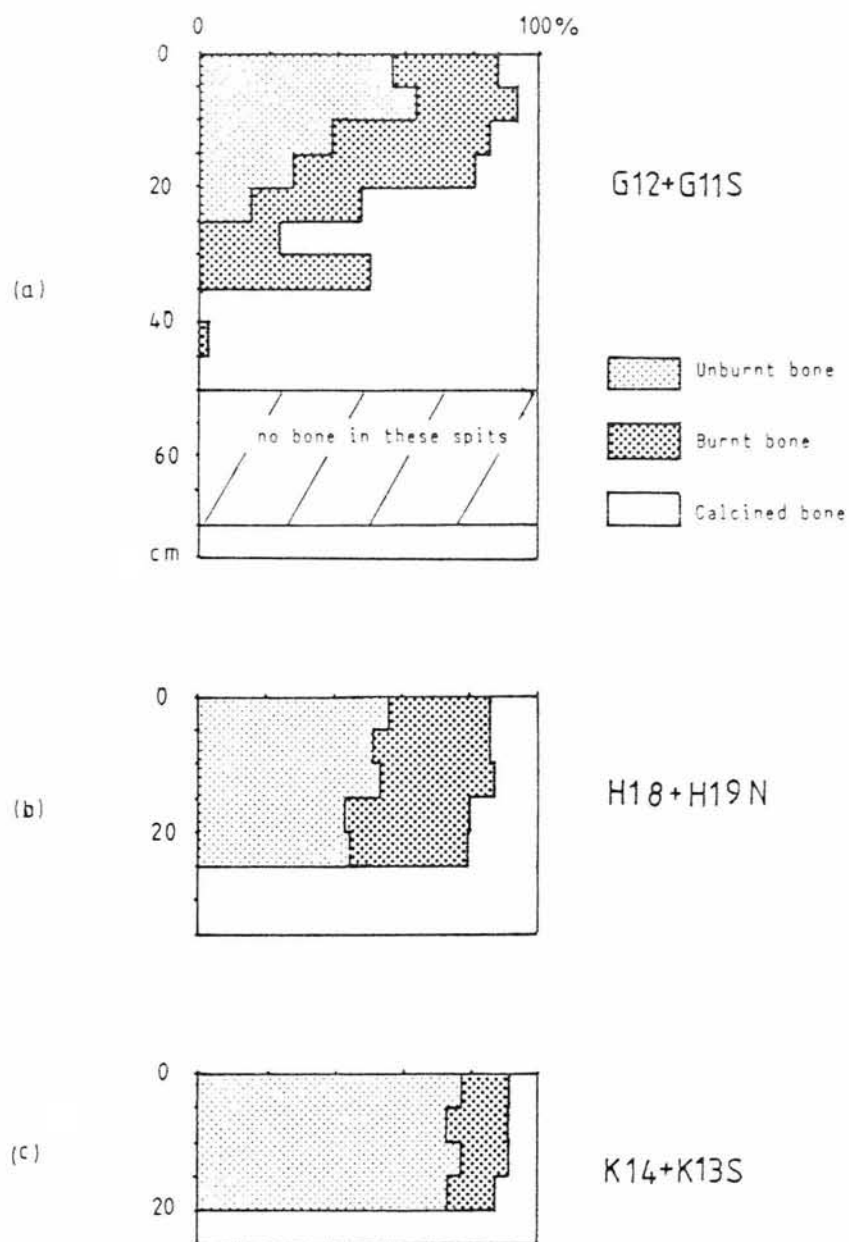 0 100%
0
20
40
60
cm
(a)
G12+G11S
no bone in these spits
Unburnt bone
Burnt bone
Calcined bone
0
20
(b)
H18+H19N
0
20
(c)
K14+K13S